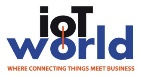 ioT
world
WHERE CONNECTING THINGS MEET BUSINESS